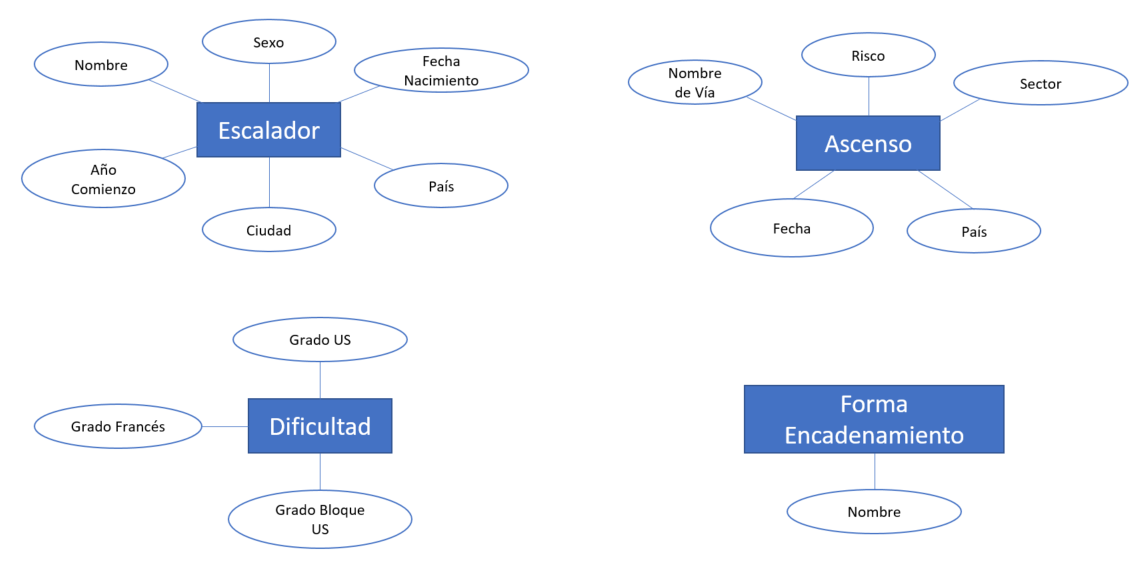 Sexo
Nombre
Fecha
Nacimiento
Escalador
Año
Comienzo
País
Ciudad
Risco
Nombre
de Vía
Sector
Ascenso
Fecha
País
Grado US
Grado Francés
Dificultad
Grado Bloque
US
Forma
Encadenamiento
Nombre